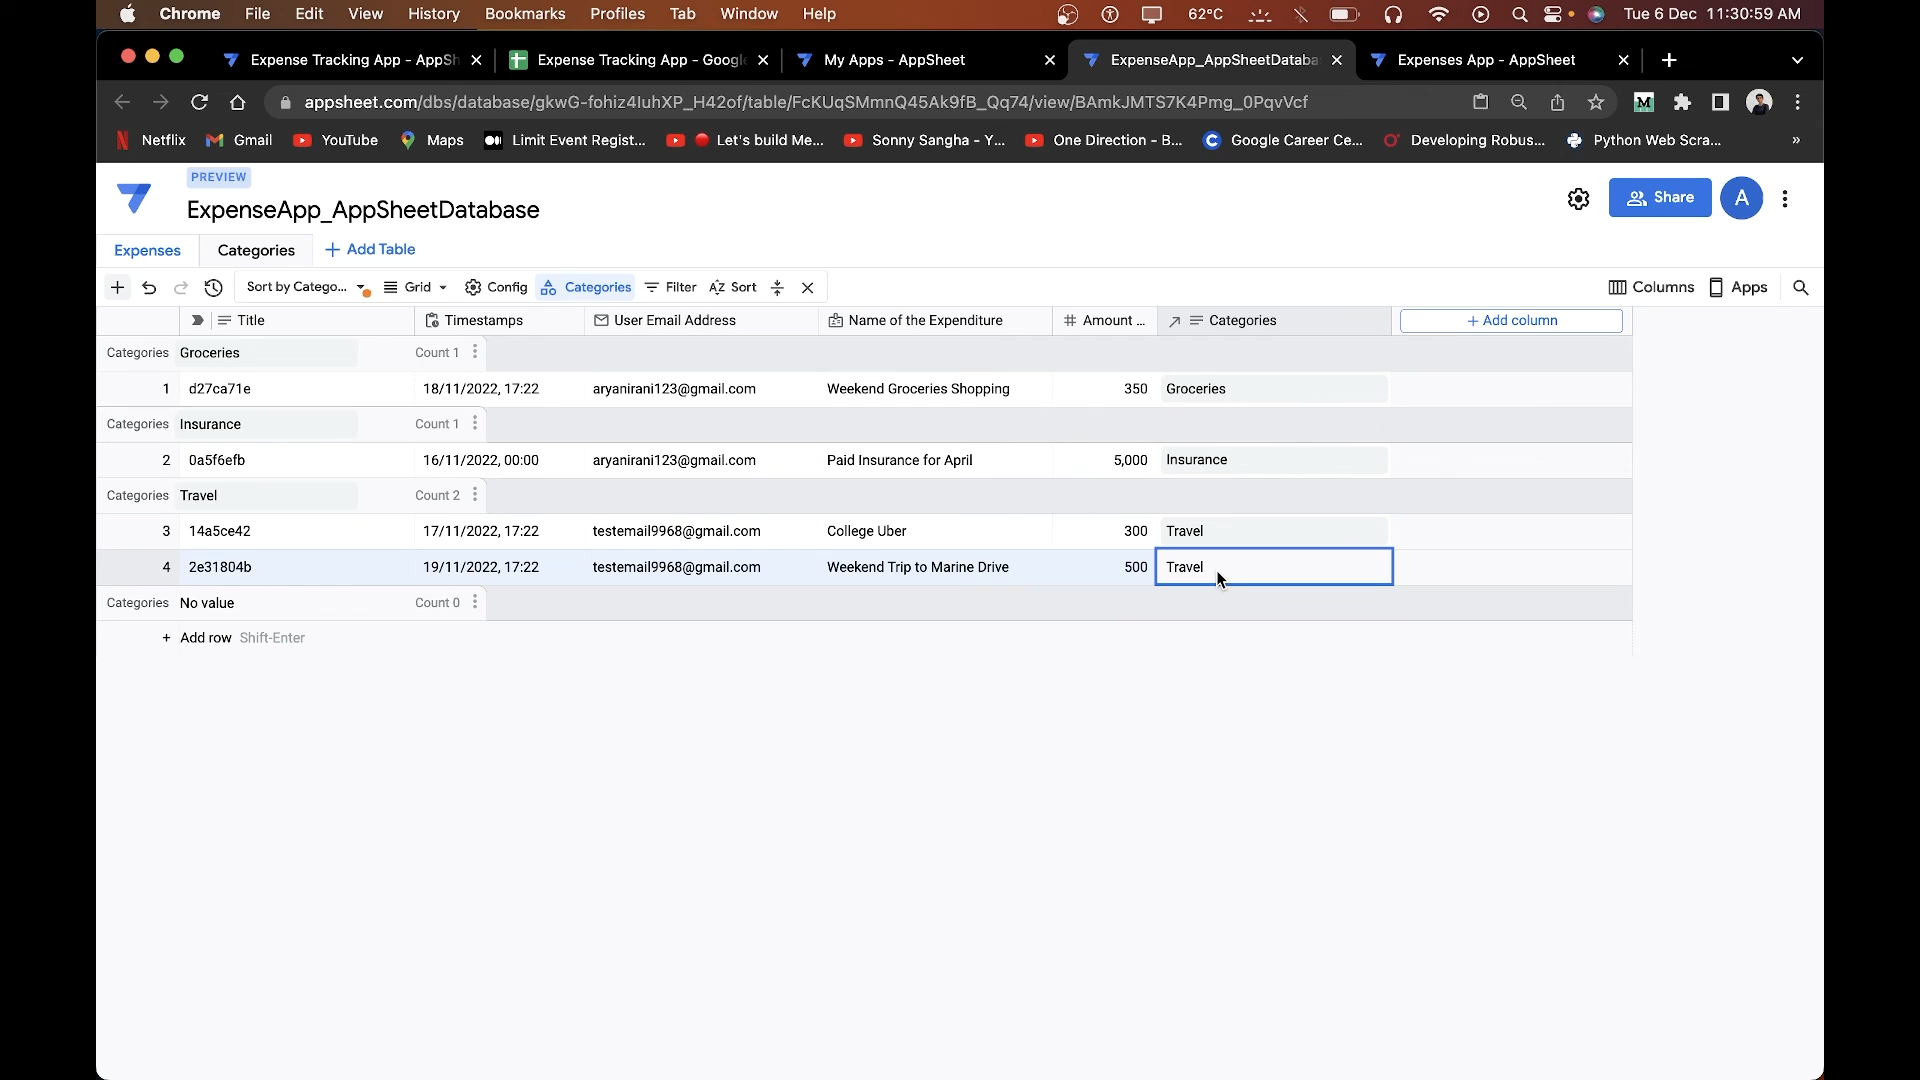 Chrome File Edit View History Bookmarks Profiles Tab Window Help 62°C Tue 6 Dec 11:30:59 AM
Expense Tracking App - AppSh Expense Tracking App - Google My Apps - AppSheet ExpenseApp_AppSheetDataba Expenses App - AppSheet
appsheet.com/dbs/database/gkwG-fohiz4IuhXP_H42of/table/FcKUqSMmnQ45Ak9fB_Qq74/view/BAmkJMTS7K4Pmg_0PqvVcf
Netflix Gmail YouTube Maps Limit Event Regist... Let's build Me... Sonny Sangha - Y... One Direction - B... Google Career Ce... Developing Robus... Python Web Scra... »
PREVIEW
ExpenseApp_AppSheetDatabase
Share A
Expenses Categories + Add Table
Sort by Catego... Grid Config Categories Filter Sort Columns Apps
Title Timestamps User Email Address Name of the Expenditure # Amount ... Categories + Add column
Categories Groceries Count 1
1 d27ca71e 18/11/2022, 17:22 aryanirani123@gmail.com Weekend Groceries Shopping 350 Groceries
Categories Insurance Count 1
2 0a5f6efb 16/11/2022, 00:00 aryanirani123@gmail.com Paid Insurance for April 5,000 Insurance
Categories Travel Count 2
3 14a5ce42 17/11/2022, 17:22 testemail9968@gmail.com College Uber 300 Travel
4 2e31804b 19/11/2022, 17:22 testemail9968@gmail.com Weekend Trip to Marine Drive 500 Travel
Categories No value Count 0
+ Add row Shift-Enter